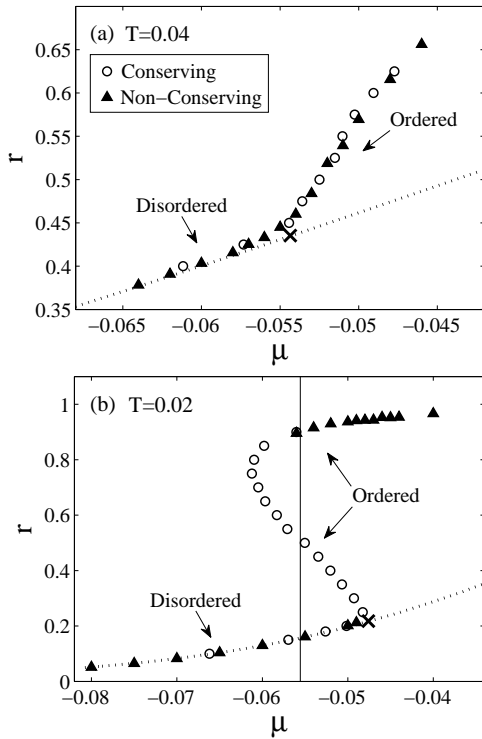 (a) T=0.04
Conserving
Non-Conserving
Ordered
Disordered
r
0.65
0.6
0.55
0.5
0.45
0.4
0.35
−0.065
−0.06
−0.055
−0.05
−0.045
μ
(b) T=0.02
Ordered
Disordered
r
1
0.8
0.6
0.4
0.2
0
−0.08
−0.07
−0.06
−0.05
−0.04
μ